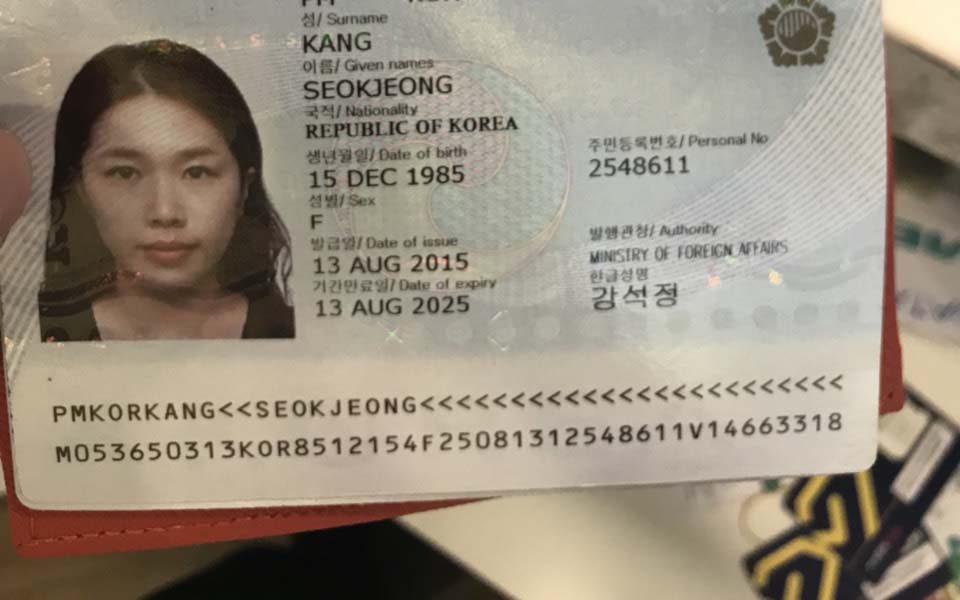 PM
성/ Surname
KANG
이름/ Given names
SEOKJEONG
국적/ Nationality
REPUBLIC OF KOREA
생년월일/ Date of birth
15 DEC 1985
성별/ Sex
F
발급일/ Date of issue
13 AUG 2015
기간만료일/ Date of expiry
13 AUG 2025
주민등록번호/ Personal No
2548611
발행관청/ Authority
MINISTRY OF FOREIGN AFFAIRS
한글성명
강석정
PMKORKANG<<SEOKJEONG<<<<<<<<<<<<<<<<<<<<<<<<
M053650313KOR8512154F25081312548611V14663318